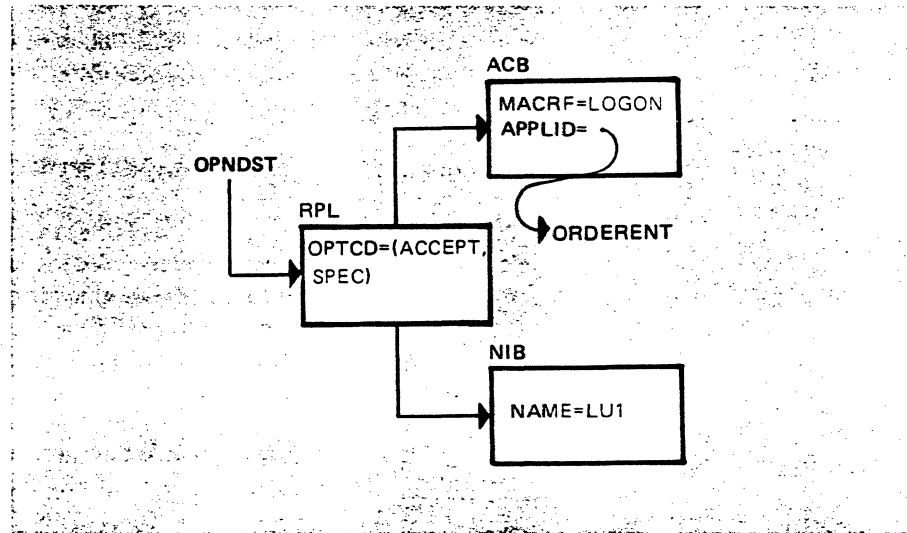 ACB
MACRF=LOGON
APPLID=
OPNDST
RPL
ORDERENT
OPTCD=(ACCEPT,
SPEC)
NIB
NAME=LU1